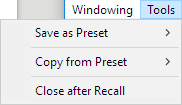 Windowing Tools
Save as Preset
Copy from Preset
Close after Recall